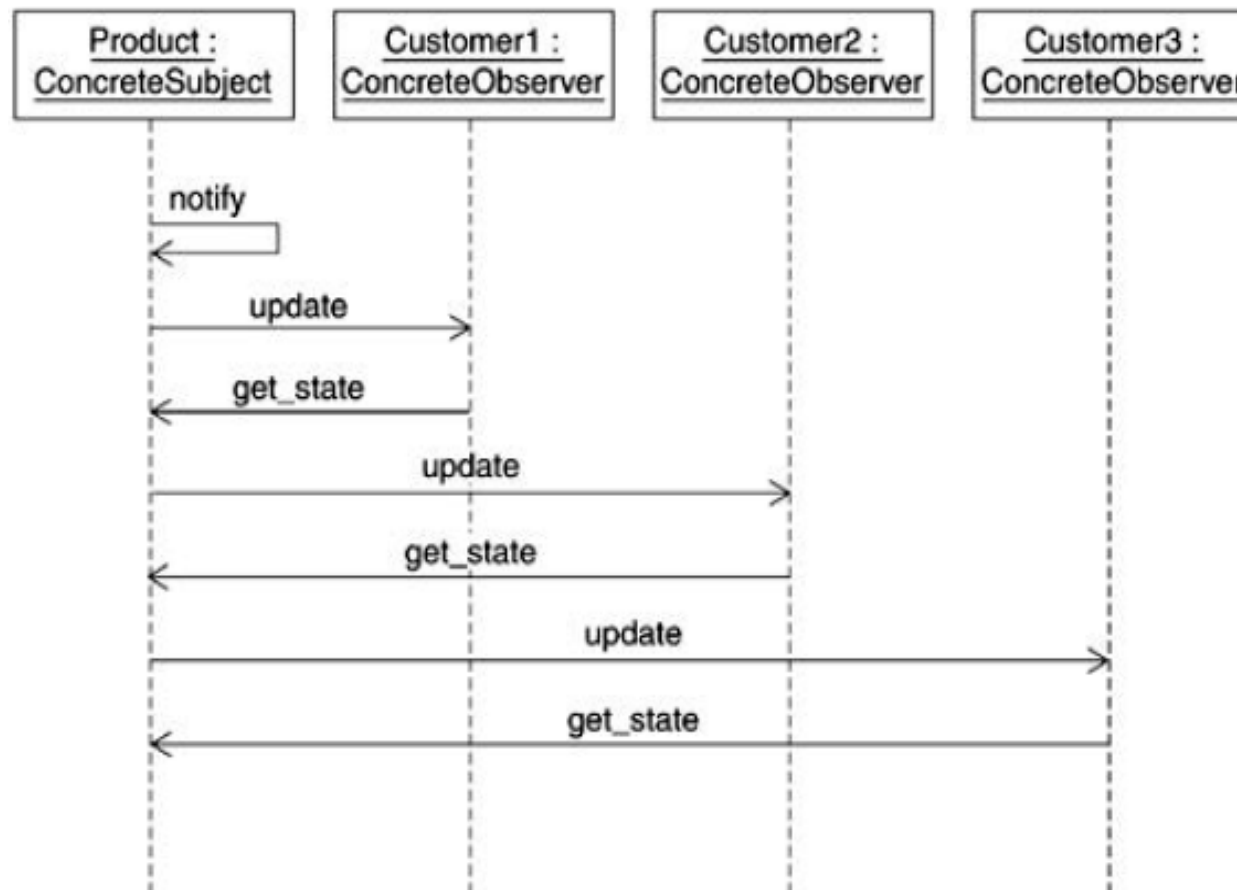 Product :
ConcreteSubject
Customer1 :
ConcreteObserver
Customer2 :
ConcreteObserver
Customer3 :
ConcreteObserver
notify
update
get_state
update
get_state
update
get_state